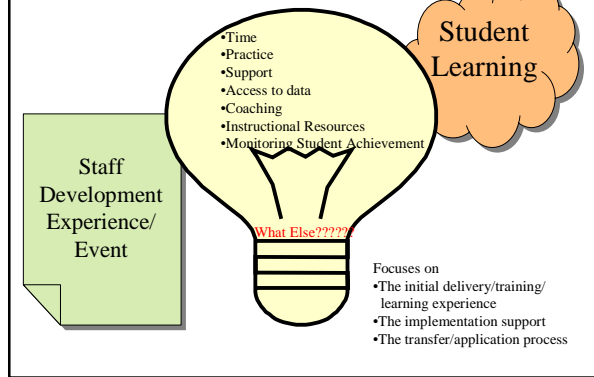 •Time
•Practice
•Support
•Access to data
•Coaching
•Instructional Resources
•Monitoring Student Achievement
Student
Learning
Staff
Development
Experience/
Event
What Else??????
Focuses on
•The initial delivery/training/
learning experience
•The implementation support
•The transfer/application process